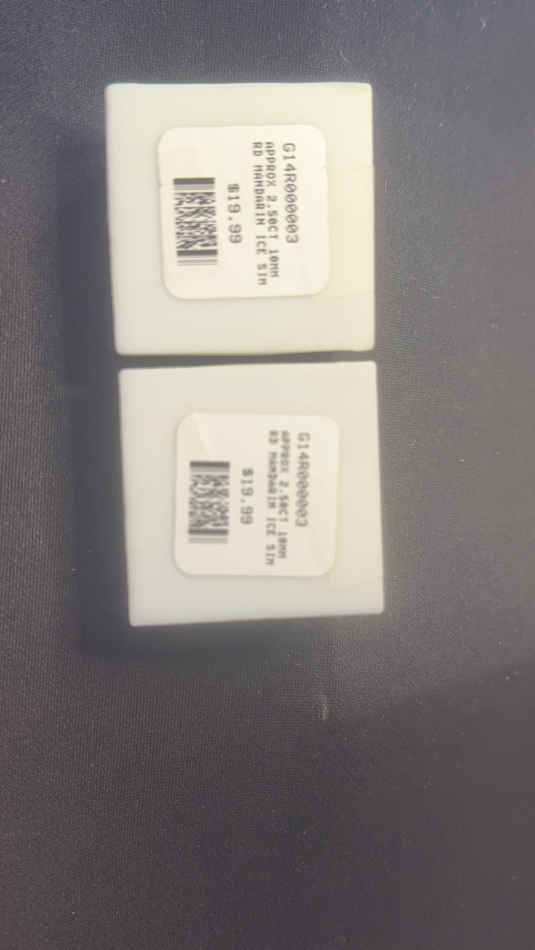 G14R000003
APPROX 2.50CT 10MM
RD MANDARIN ICE SIM
$19.99
G14R000003
APPROX 2.50CT 10MM
RD MANDARIN ICE SIM
$19.99